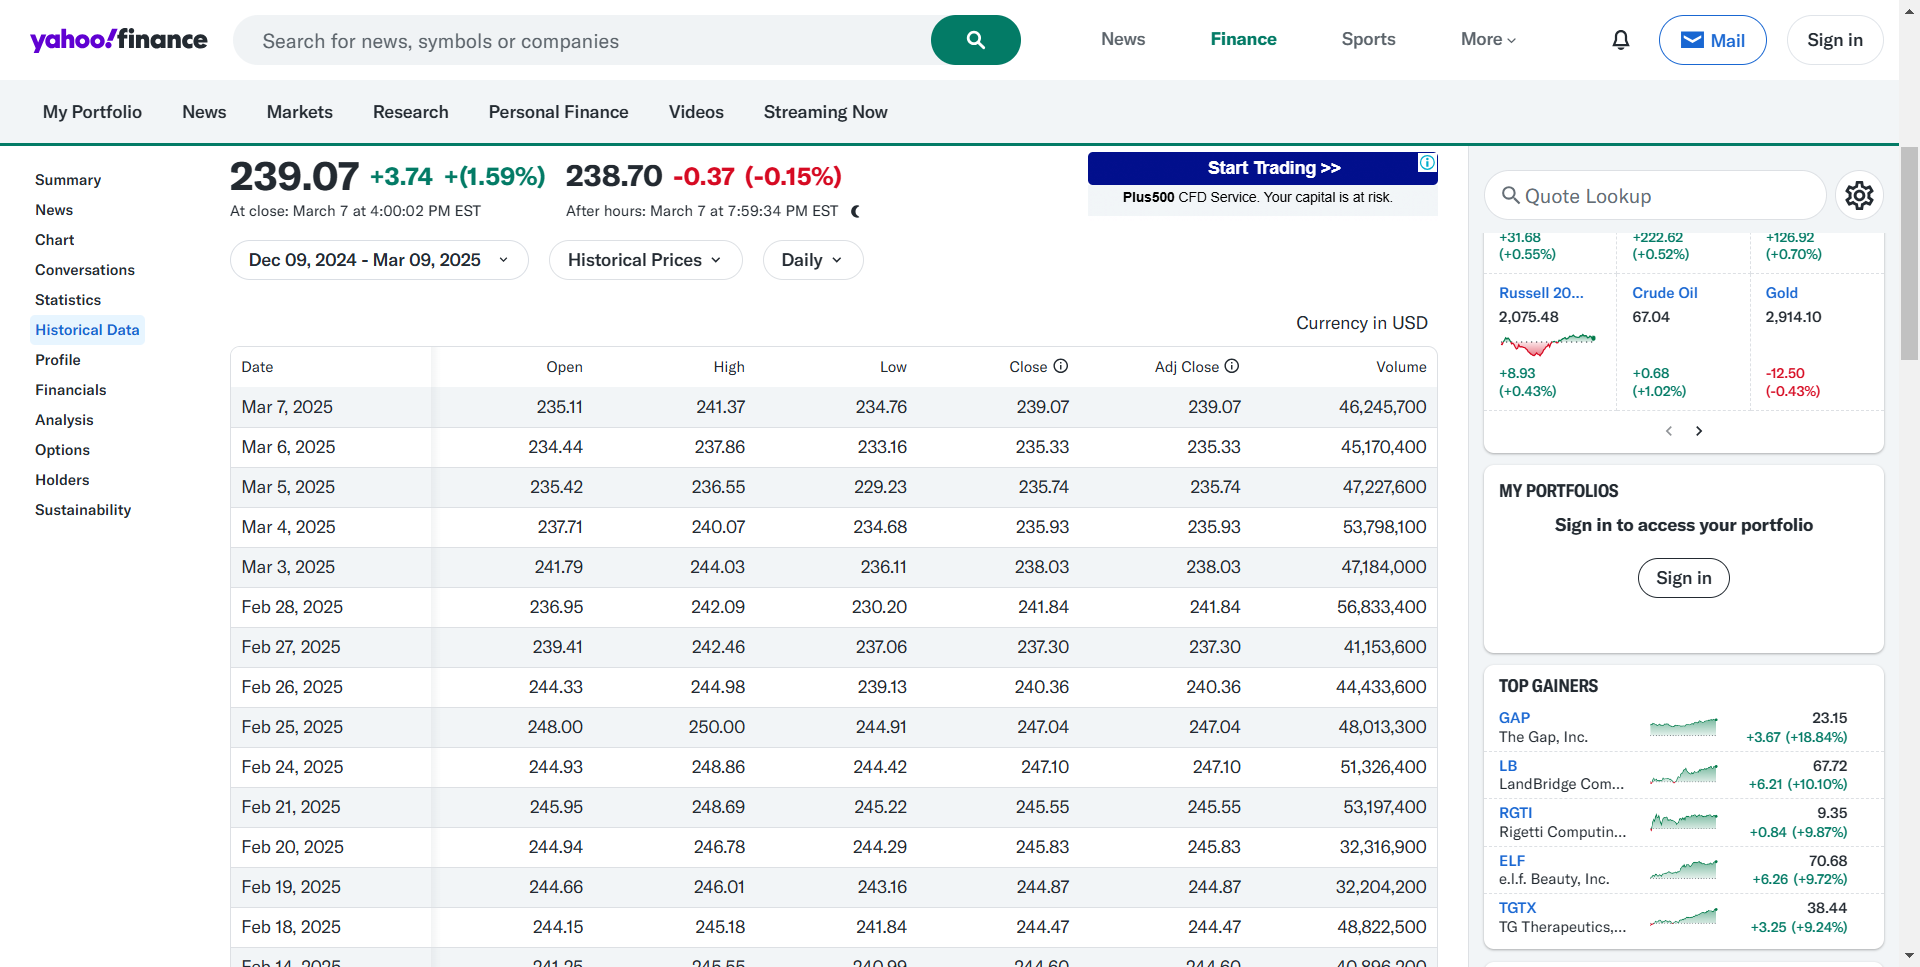 yahoo!finance
Search for news, symbols or companies
News
Finance
Sports
More
Mail
Sign in
My Portfolio
News
Markets
Research
Personal Finance
Videos
Streaming Now
Summary
News
Chart
Conversations
Statistics
Historical Data
Profile
Financials
Analysis
Options
Holders
Sustainability
239.07 +3.74 +(1.59%)
At close: March 7 at 4:00:02 PM EST
238.70 -0.37 (-0.15%)
After hours: March 7 at 7:59:34 PM EST
Start Trading >>
Plus500 CFD Service. Your capital is at risk.
Dec 09, 2024 - Mar 09, 2025
Historical Prices
Daily
Currency in USD
Date Open High Low Close Adj Close Volume
Mar 7, 2025 235.11 241.37 234.76 239.07 239.07 46,245,700
Mar 6, 2025 234.44 237.86 233.16 235.33 235.33 45,170,400
Mar 5, 2025 235.42 236.55 229.23 235.74 235.74 47,227,600
Mar 4, 2025 237.71 240.07 234.68 235.93 235.93 53,798,100
Mar 3, 2025 241.79 244.03 236.11 238.03 238.03 47,184,000
Feb 28, 2025 236.95 242.09 230.20 241.84 241.84 56,833,400
Feb 27, 2025 239.41 242.46 237.06 237.30 237.30 41,153,600
Feb 26, 2025 244.33 244.98 239.13 240.36 240.36 44,433,600
Feb 25, 2025 248.00 250.00 244.91 247.04 247.04 48,013,300
Feb 24, 2025 244.93 248.86 244.42 247.10 247.10 51,326,400
Feb 21, 2025 245.95 248.69 245.22 245.55 245.55 53,197,400
Feb 20, 2025 244.94 246.78 244.29 245.83 245.83 32,316,900
Feb 19, 2025 244.66 246.01 243.16 244.87 244.87 32,204,200
Feb 18, 2025 244.15 245.18 241.84 244.47 244.47 48,822,500
Feb 14, 2025 241.25 245.55 240.99 244.60 244.60 40,896,200
Quote Lookup
+31.68 +222.62 +126.92
(+0.55%) (+0.52%) (+0.70%)
Russell 20... Crude Oil Gold
2,075.48 67.04 2,914.10
+8.93 +0.68 -12.50
(+0.43%) (+1.02%) (-0.43%)
MY PORTFOLIOS
Sign in to access your portfolio
Sign in
TOP GAINERS
GAP 23.15
The Gap, Inc. +3.67 (+18.84%)
LB 67.72
LandBridge Com... +6.21 (+10.10%)
RGTI 9.35
Rigetti Computin... +0.84 (+9.87%)
ELF 70.68
e.l.f. Beauty, Inc. +6.26 (+9.72%)
TGTX 38.44
TG Therapeutics,... +3.25 (+9.24%)